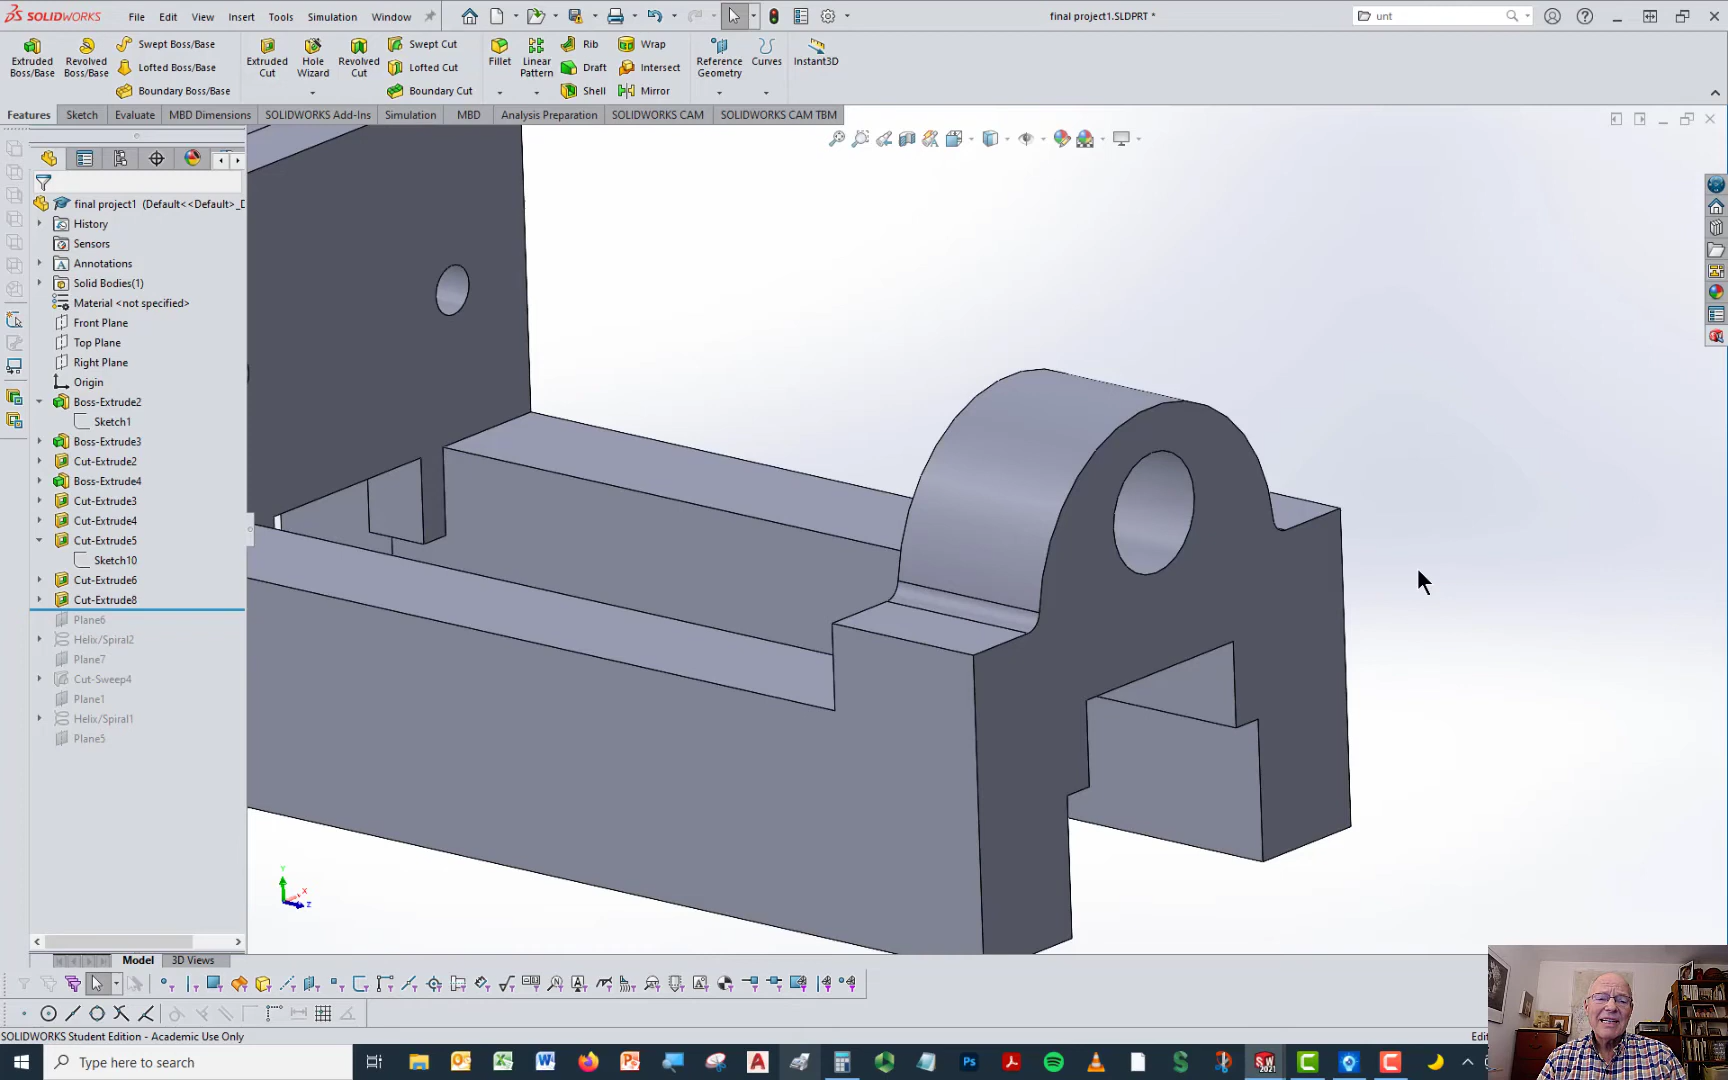 SOLIDWORKS File Edit View Insert Tools Simulation Window final project1.SLDPRT * unt
Extruded Boss/Base
Revolved Boss/Base
Swept Boss/Base
Lofted Boss/Base
Boundary Boss/Base
Extruded Cut
Hole Wizard
Revolved Cut
Swept Cut
Lofted Cut
Boundary Cut
Fillet
Linear Pattern
Rib
Draft
Shell
Wrap
Intersect
Mirror
Reference Geometry
Curves
Instant3D
Features Sketch Evaluate MBD Dimensions SOLIDWORKS Add-Ins Simulation MBD Analysis Preparation SOLIDWORKS CAM SOLIDWORKS CAM TBM
final project1 (Default<<Default>_D
History
Sensors
Annotations
Solid Bodies(1)
Material <not specified>
Front Plane
Top Plane
Right Plane
Origin
Boss-Extrude2
Sketch1
Boss-Extrude3
Cut-Extrude2
Boss-Extrude4
Cut-Extrude3
Cut-Extrude4
Cut-Extrude5
Sketch10
Cut-Extrude6
Cut-Extrude8
Plane6
Helix/Spiral2
Plane7
Cut-Sweep4
Plane1
Helix/Spiral1
Plane5
Y
X
Z
Model 3D Views
SOLIDWORKS Student Edition - Academic Use Only
Type here to search